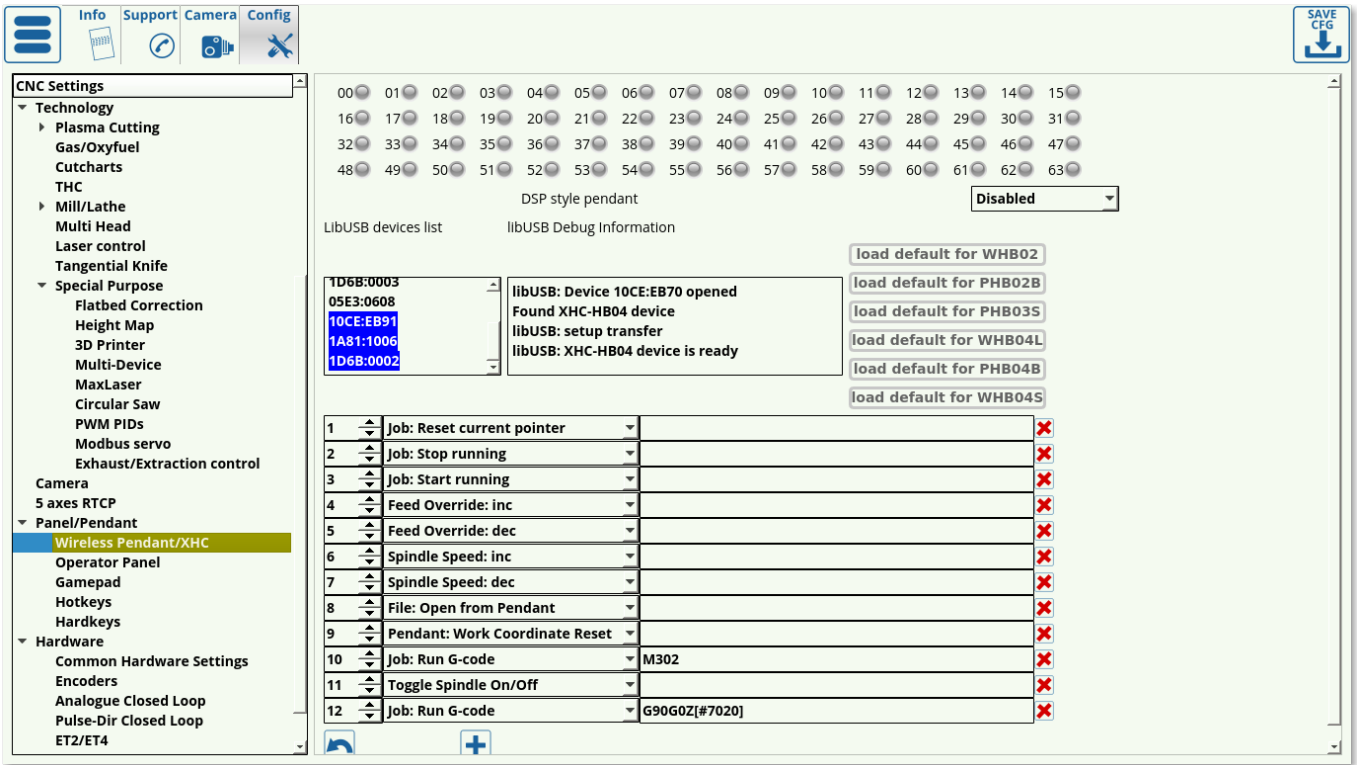 Info Support Camera Config
SAVE
CFG
CNC Settings
Technology
Plasma Cutting
Gas/Oxyfuel
Cutcharts
THC
Mill/Lathe
Multi Head
Laser control
Tangential Knife
Special Purpose
Flatbed Correction
Height Map
3D Printer
Multi-Device
MaxLaser
Circular Saw
PWM PIDs
Modbus servo
Exhaust/Extraction control
Camera
5 axes RTCP
Panel/Pendant
Wireless Pendant/XHC
Operator Panel
Gamepad
Hotkeys
Hardkeys
Hardware
Common Hardware Settings
Encoders
Analogue Closed Loop
Pulse-Dir Closed Loop
ET2/ET4
00 01 02 03 04 05 06 07 08 09 10 11 12 13 14 15
16 17 18 19 20 21 22 23 24 25 26 27 28 29 30 31
32 33 34 35 36 37 38 39 40 41 42 43 44 45 46 47
48 49 50 51 52 53 54 55 56 57 58 59 60 61 62 63
DSP style pendant Disabled
LibUSB devices list libUSB Debug Information
1D6B:0003
05E3:0608
10CE:EB91
1A81:1006
1D6B:0002
libUSB: Device 10CE:EB70 opened
Found XHC-HB04 device
libUSB: setup transfer
libUSB: XHC-HB04 device is ready
load default for WHB02
load default for PHB02B
load default for PHB03S
load default for WHB04L
load default for PHB04B
load default for WHB04S
1 Job: Reset current pointer
2 Job: Stop running
3 Job: Start running
4 Feed Override: inc
5 Feed Override: dec
6 Spindle Speed: inc
7 Spindle Speed: dec
8 File: Open from Pendant
9 Pendant: Work Coordinate Reset
10 Job: Run G-code M302
11 Toggle Spindle On/Off
12 Job: Run G-code G90G0Z[#7020]